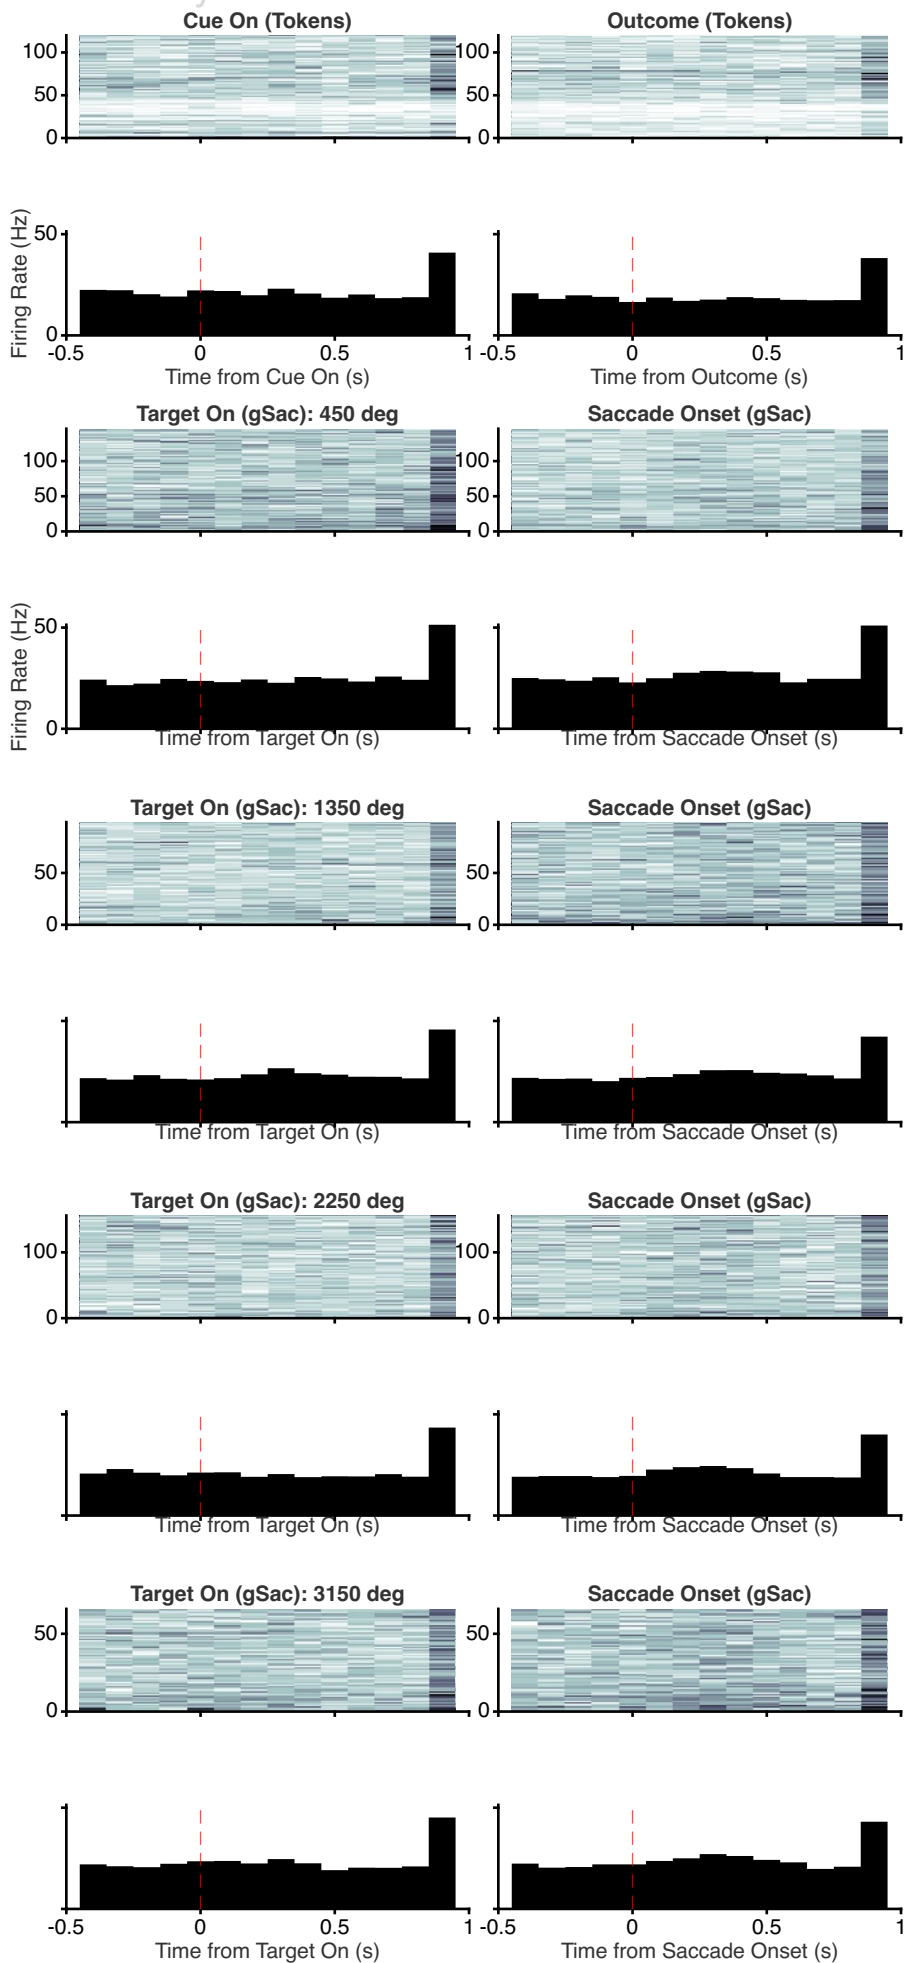 Cue On (Tokens) Outcome (Tokens)
100 100
50 50
0 0
Firing Rate (Hz)
50
0
-0.5 0 0.5 1 -0.5 0 0.5 1
Time from Cue On (s) Time from Outcome (s)
Target On (gSac): 450 deg Saccade Onset (gSac)
100 100
50 50
0 0
Firing Rate (Hz)
50
0
Time from Target On (s) Time from Saccade Onset (s)
Target On (gSac): 1350 deg Saccade Onset (gSac)
50 50
0 0
Time from Target On (s) Time from Saccade Onset (s)
Target On (gSac): 2250 deg Saccade Onset (gSac)
100 100
0 0
Time from Target On (s) Time from Saccade Onset (s)
Target On (gSac): 3150 deg Saccade Onset (gSac)
50 50
0 0
-0.5 0 0.5 1 -0.5 0 0.5 1
Time from Target On (s) Time from Saccade Onset (s)